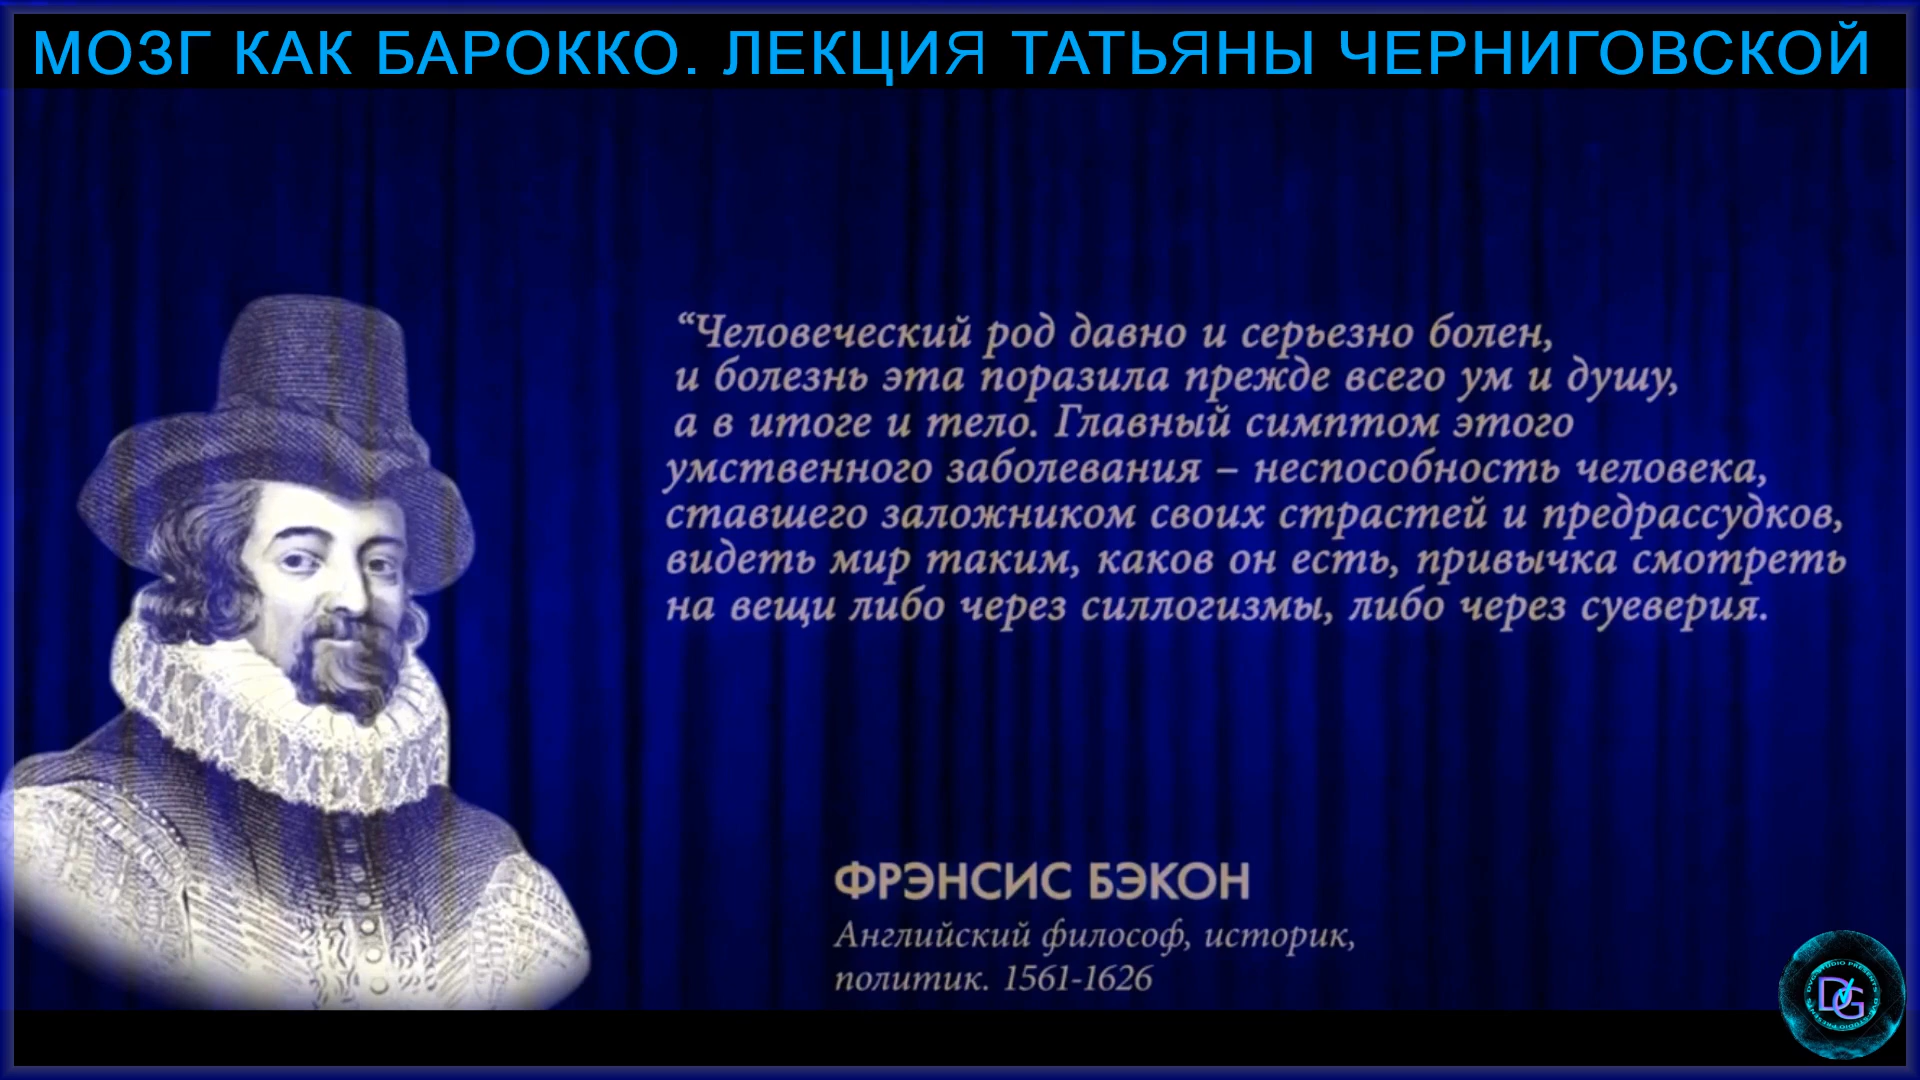 МОЗГ КАК БАРОККО. ЛЕКЦИЯ ТАТЬЯНЫ ЧЕРНИГОВСКОЙ
“Человеческий род давно и серьезно болен,
и болезнь эта поразила прежде всего ум и душу,
а в итоге и тело. Главный симптом этого
умственного заболевания – неспособность человека,
ставшего заложником своих страстей и предрассудков,
видеть мир таким, каков он есть, привычка смотреть
на вещи либо через силлогизмы, либо через суеверия.
ФРЭНСИС БЭКОН
Английский философ, историк,
политик. 1561-1626
DG